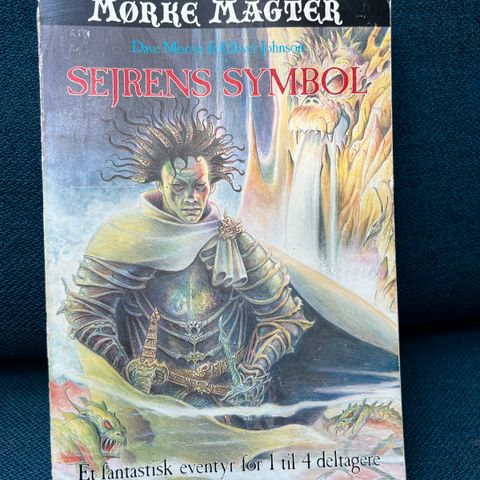 MØRKE MAGTER
Dave Morris & Oliver Johnson
SEJRENS SYMBOL
Et fantastisk eventyr for 1 til 4 deltagere